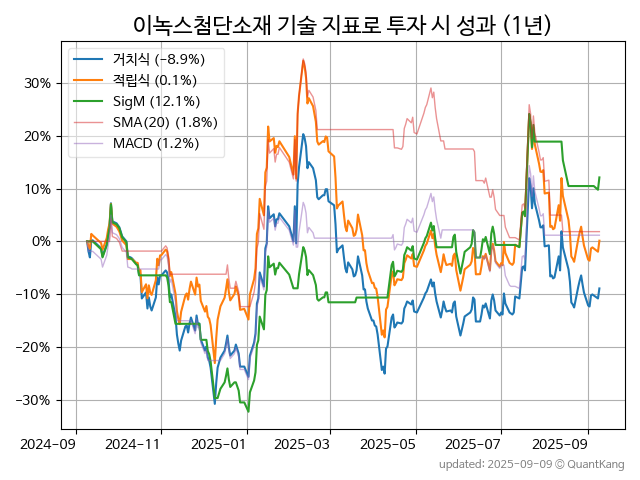 이녹스첨단소재 기술 지표로 투자 시 성과 (1년)
거치식 (-8.9%)
적립식 (0.1%)
SigM (12.1%)
SMA(20) (1.8%)
MACD (1.2%)
30%
20%
10%
0%
−10%
−20%
−30%
2024-09 2024-11 2025-01 2025-03 2025-05 2025-07 2025-09
updated: 2025-09-09 © QuantKang